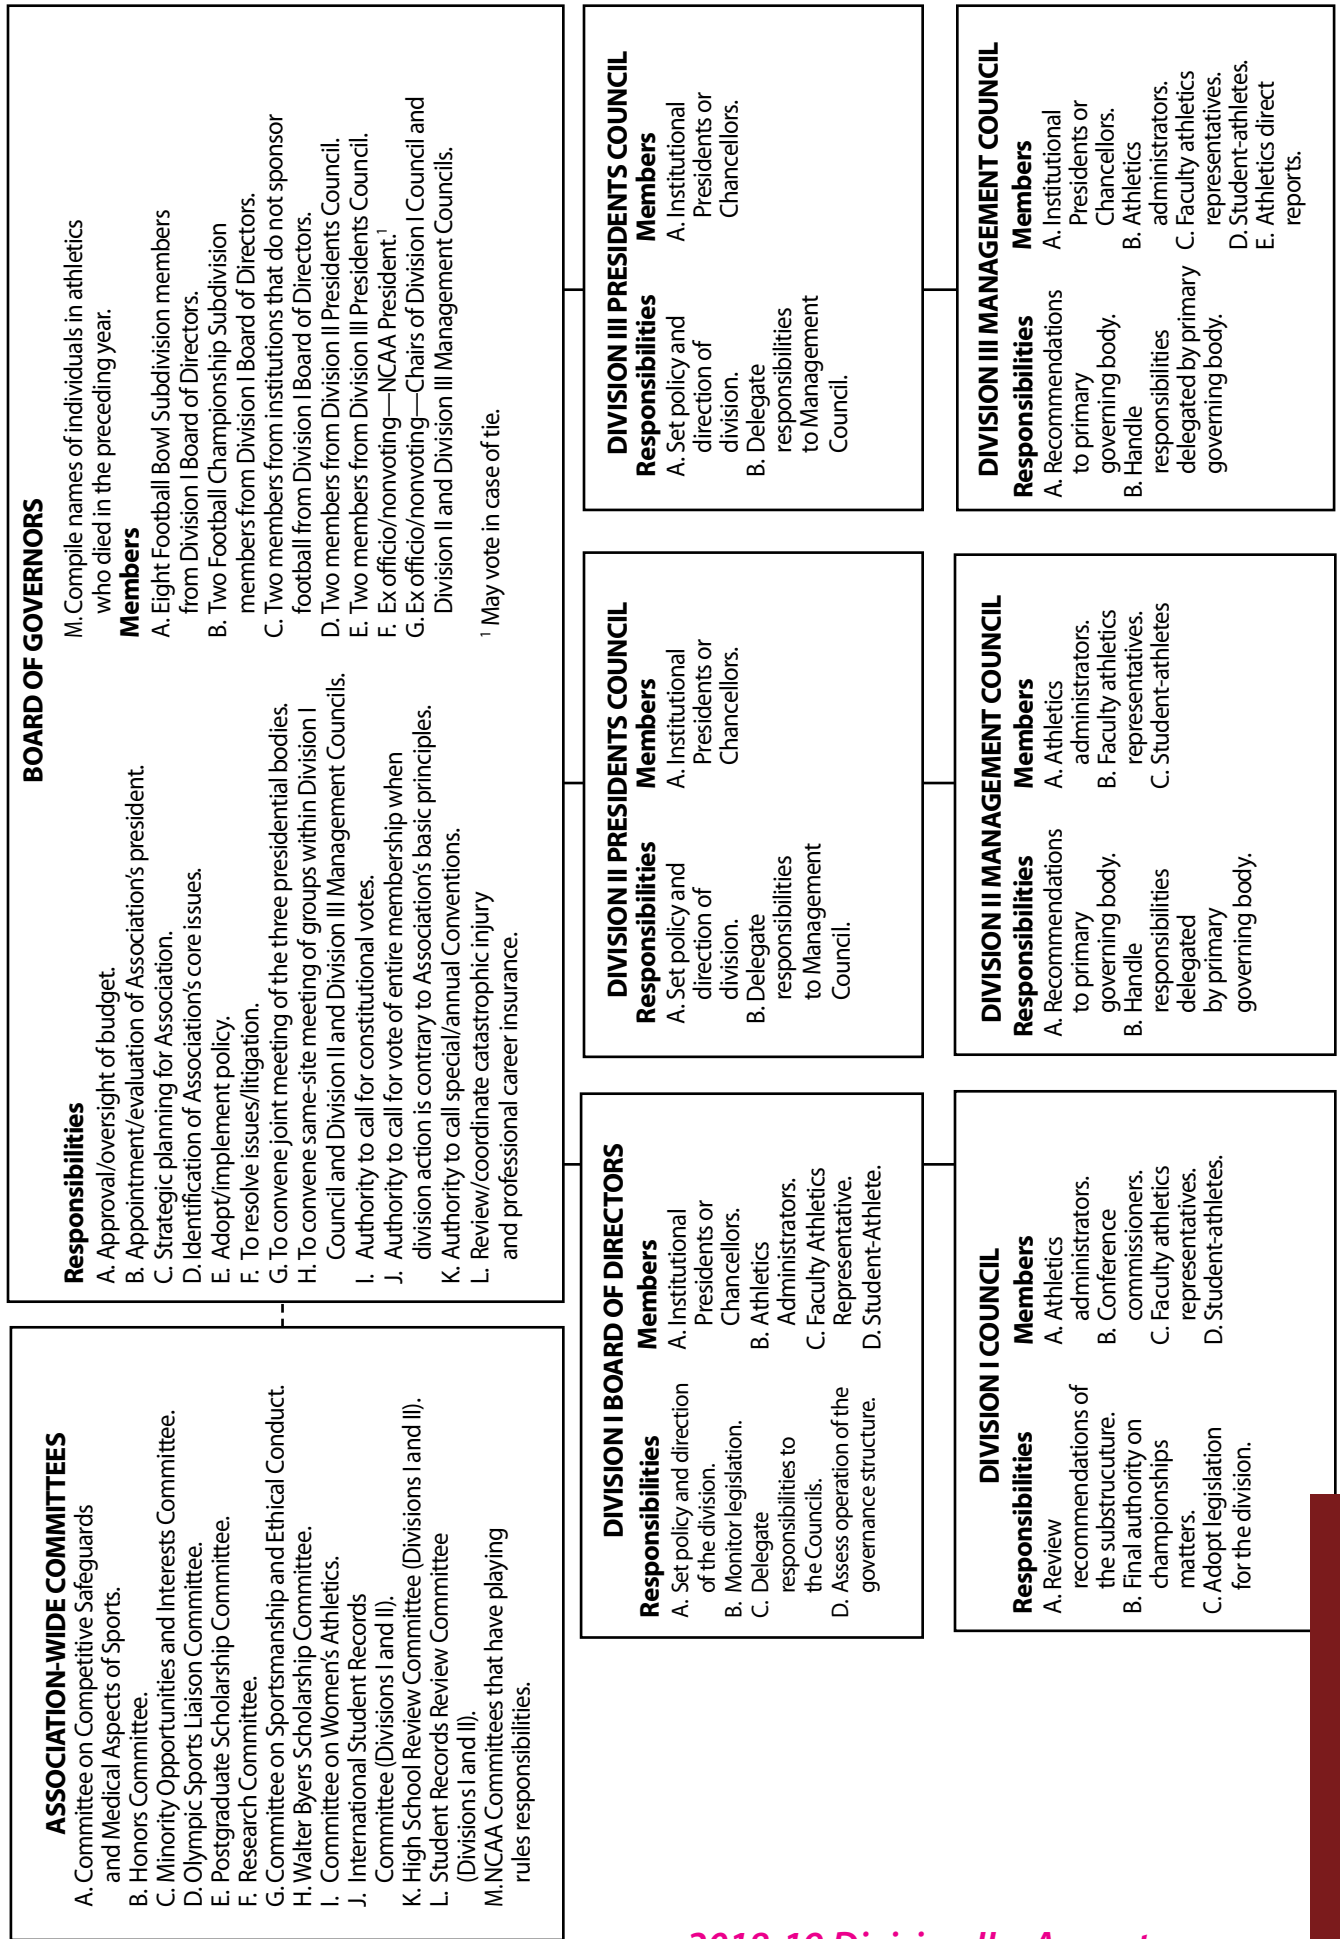 ASSOCIATION-WIDE COMMITTEES
A. Committee on Competitive Safeguards
and Medical Aspects of Sports.
B. Honors Committee.
C. Minority Opportunities and Interests Committee.
D. Olympic Sports Liaison Committee.
E. Postgraduate Scholarship Committee.
F. Research Committee.
G. Committee on Sportsmanship and Ethical Conduct.
H. Walter Byers Scholarship Committee.
I. Committee on Women's Athletics.
J. International Student Records
Committee (Divisions I and II).
K. High School Review Committee (Divisions I and II).
L. Student Records Review Committee
(Divisions I and II).
M. NCAA Committees that have playing
rules responsibilities.
BOARD OF GOVERNORS
Responsibilities
A. Approval/oversight of budget.
B. Appointment/evaluation of Association's president.
C. Strategic planning for Association.
D. Identification of Association's core issues.
E. Adopt/implement policy.
F. To resolve issues/litigation.
G. To convene joint meeting of the three presidential bodies.
H. To convene same-site meeting of groups within Division I
Council and Division II and Division III Management Councils.
I. Authority to call for constitutional votes.
J. Authority to call for vote of entire membership when
division action is contrary to Association's basic principles.
K. Authority to call special/annual Conventions.
L. Review/coordinate catastrophic injury
and professional career insurance.
M. Compile names of individuals in athletics
who died in the preceding year.
Members
A. Eight Football Bowl Subdivision members
from Division I Board of Directors.
B. Two Football Championship Subdivision
members from Division I Board of Directors.
C. Two members from institutions that do not sponsor
football from Division I Board of Directors.
D. Two members from Division II Presidents Council.
E. Two members from Division III Presidents Council.
F. Ex officio/nonvoting—NCAA President.1
G. Ex officio/nonvoting—Chairs of Division I Council and
Division II and Division III Management Councils.
1 May vote in case of tie.
DIVISION I BOARD OF DIRECTORS
Responsibilities
A. Set policy and direction
of the division.
B. Monitor legislation.
C. Delegate
responsibilities to
the Councils.
D. Assess operation of the
governance structure.
Members
A. Institutional
Presidents or
Chancellors.
B. Athletics
Administrators.
C. Faculty Athletics
Representative.
D. Student-Athlete.
DIVISION II PRESIDENTS COUNCIL
Responsibilities
A. Set policy and
direction of
division.
B. Delegate
responsibilities
to Management
Council.
Members
A. Institutional
Presidents or
Chancellors.
DIVISION III PRESIDENTS COUNCIL
Responsibilities
A. Set policy and
direction of
division.
B. Delegate
responsibilities
to Management
Council.
Members
A. Institutional
Presidents or
Chancellors.
DIVISION I COUNCIL
Responsibilities
A. Review
recommendations of
the substrucuture.
B. Final authority on
championships
matters.
C. Adopt legislation
for the division.
Members
A. Athletics
administrators.
B. Conference
commissioners.
C. Faculty athletics
representatives.
D. Student-athletes.
DIVISION II MANAGEMENT COUNCIL
Responsibilities
A. Recommendations
to primary
governing body.
B. Handle
responsibilities
delegated
by primary
governing body.
Members
A. Athletics
administrators.
B. Faculty athletics
representatives.
C. Student-athletes
DIVISION III MANAGEMENT COUNCIL
Responsibilities
A. Recommendations
to primary
governing body.
B. Handle
responsibilities
delegated by primary
governing body.
Members
A. Institutional
Presidents or
Chancellors.
B. Athletics
administrators.
C. Faculty athletics
representatives.
D. Student-athletes.
E. Athletics direct
reports.